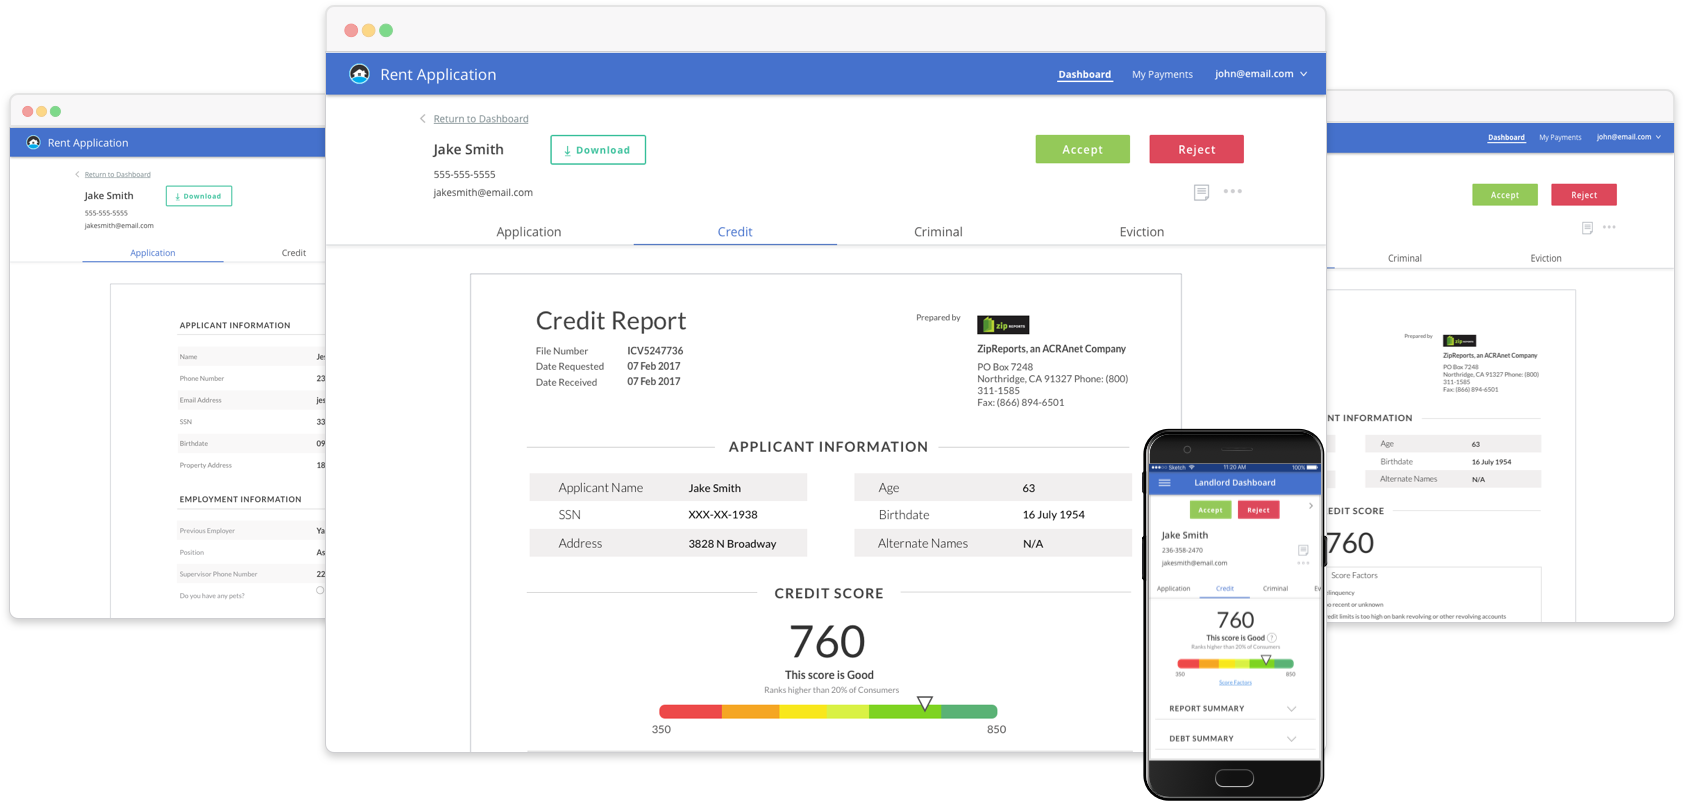 Rent Application
Dashboard
My Payments
john@email.com
Return to Dashboard
Jake Smith
Download
555-555-5555
jakesmith@email.com
Accept
Reject
Application
Credit
Criminal
Eviction
Credit Report
File Number ICV5247736
Date Requested 07 Feb 2017
Date Received 07 Feb 2017
Prepared by
zip REPORTS
ZipReports, an ACRAnet Company
PO Box 7248
Northridge, CA 91327 Phone: (800)
311-1585
Fax: (866) 894-6501
APPLICANT INFORMATION
Applicant Name Jake Smith
SSN XXX-XX-1938
Address 3828 N Broadway
Age 63
Birthdate 16 July 1954
Alternate Names N/A
CREDIT SCORE
760
This score is Good
Ranks higher than 20% of Consumers
350
850
Rent Application
Return to Dashboard
Jake Smith
Download
555-555-5555
jakesmith@email.com
Application
Credit
APPLICANT INFORMATION
Name Je
Phone Number 23
Email Address jes
SSN 33
Birthdate 09
Property Address 18
EMPLOYMENT INFORMATION
Previous Employer Ya
Position As
Supervisor Phone Number 22
Do you have any pets?
Dashboard
My Payments
john@email.com
Accept
Reject
Criminal
Eviction
Prepared by
zip
ZipReports, an ACRAnet Company
PO Box 7248
Northridge, CA 91327 Phone: (800)
311-1585
Fax: (866) 894-6501
NT INFORMATION
Age 63
Birthdate 16 July 1954
Alternate Names N/A
EDIT SCORE
760
Score Factors
linquency
o recent or unknown
redit limits is too high on bank revolving or other revolving accounts
Sketch
11:20 AM
100%
Landlord Dashboard
Accept
Reject
Jake Smith
236-358-2470
jakesmith@email.com
Application
Credit
Criminal
Ev
760
This score is Good ?
Ranks higher than 20% of Consumers
350
850
Score Factors
REPORT SUMMARY
DEBT SUMMARY